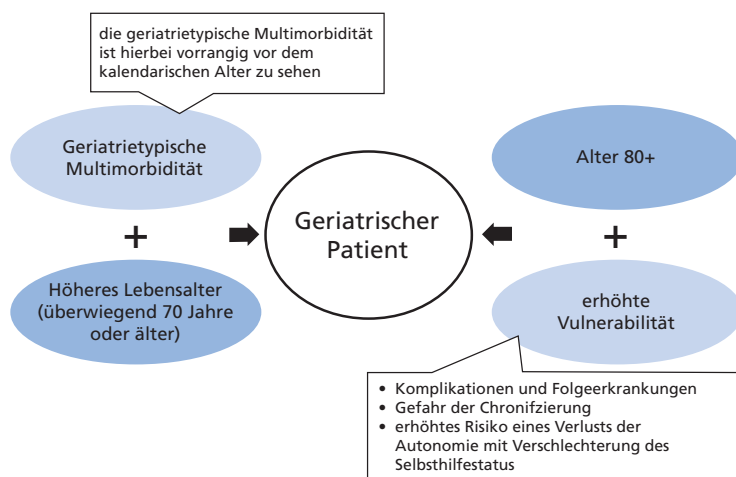 die geriatrietypische Multimorbidität
ist hierbei vorrangig vor dem
kalendarischen Alter zu sehen
Geriatrietypische
Multimorbidität
+
Höheres Lebensalter
(überwiegend 70 Jahre
oder älter)
Geriatrischer
Patient
Alter 80+
+
erhöhte
Vulnerabilität
• Komplikationen und Folgeerkrankungen
• Gefahr der Chronifzierung
• erhöhtes Risiko eines Verlusts der
Autonomie mit Verschlechterung des
Selbsthilfestatus